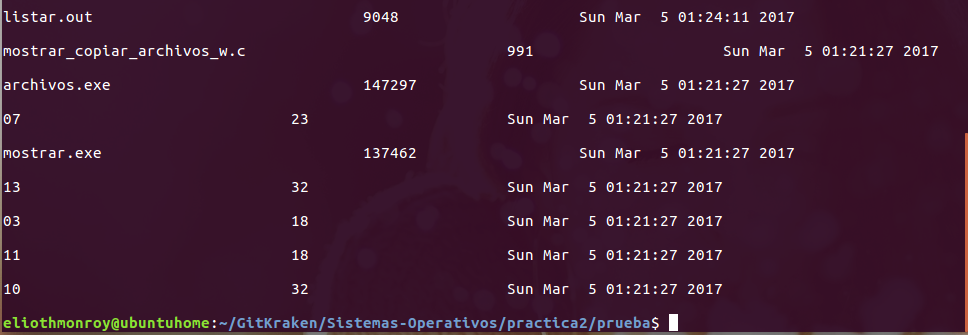 listar.out 9048 Sun Mar  5 01:24:11 2017
mostrar_copiar_archivos_w.c 991 Sun Mar  5 01:21:27 2017
archivos.exe 147297 Sun Mar  5 01:21:27 2017
07 23 Sun Mar  5 01:21:27 2017
mostrar.exe 137462 Sun Mar  5 01:21:27 2017
13 32 Sun Mar  5 01:21:27 2017
03 18 Sun Mar  5 01:21:27 2017
11 18 Sun Mar  5 01:21:27 2017
10 32 Sun Mar  5 01:21:27 2017
eliothmonroy@ubuntuhome:~/GitKraken/Sistemas-Operativos/practica2/prueba$